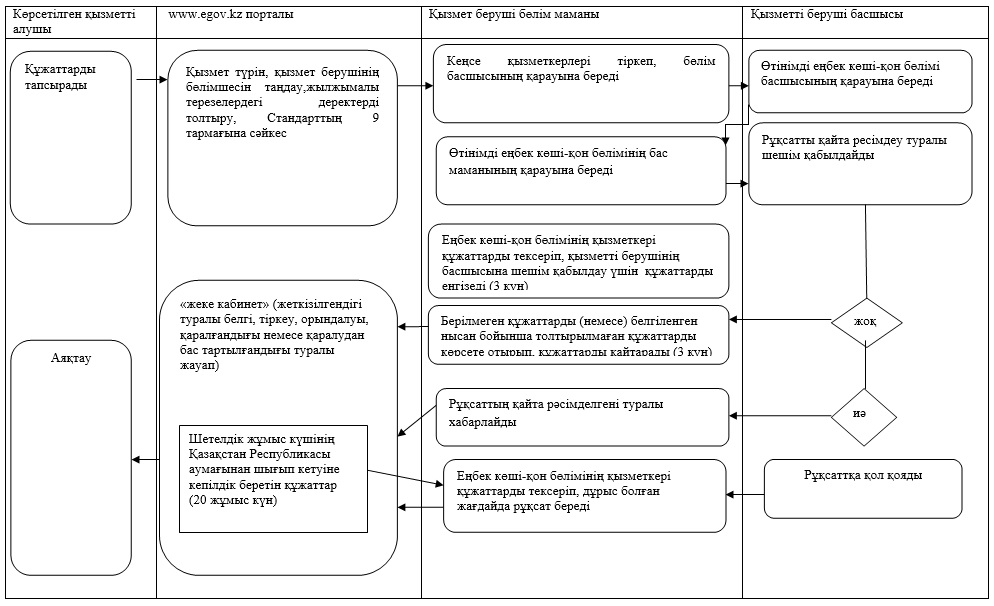 Көрсетілген қызметті
алушы
www.egov.kz порталы
Қызмет беруші бөлім маманы
Қызметті беруші басшысы
Құжаттарды
тапсырады
Қызмет түрін, қызмет берушінің
бөлімшесін таңдау,жылжымалы
терезелердегі деректерді
толтыру, Стандарттың 9
тармағына сәйкес
Кеңсе қызметкерлері тіркеп, бөлім
басшысының қарауына береді
Өтінімді еңбек көші-қон бөлімі
басшысының қарауына береді
Өтінімді еңбек көші-қон бөлімінің бас
маманының қарауына береді
Рұқсатты қайта ресімдеу туралы
шешім қабылдайды
Еңбек көші-қон бөлімінің қызметкері
құжаттарды тексеріп, қызметті берушінің
басшысына шешім қабылдау үшін құжаттарды
енгізеді (3 күн)
«жеке кабинет» (жеткізілгендігі
туралы белгі, тіркеу, орындалуы,
қаралғандығы немесе қаралудан
бас тартылғандығы туралы
жауап)
Берілмеген құжаттарды (немесе) белгіленген
нысан бойынша толтырылмаған құжаттарды
көрсете отырып, құжаттарды қайтарады (3 күн)
жоқ
Аяқтау
Рұқсаттың қайта рәсімделгені туралы
хабарлайды
иә
Шетелдік жұмыс күшінің
Қазақстан Республикасы
аумағынан шығып кетуіне
кепілдік беретін құжаттар
(20 жұмыс күн)
Еңбек көші-қон бөлімінің қызметкері
құжаттарды тексеріп, дұрыс болған
жағдайда рұқсат береді
Рұқсатқа қол қояды